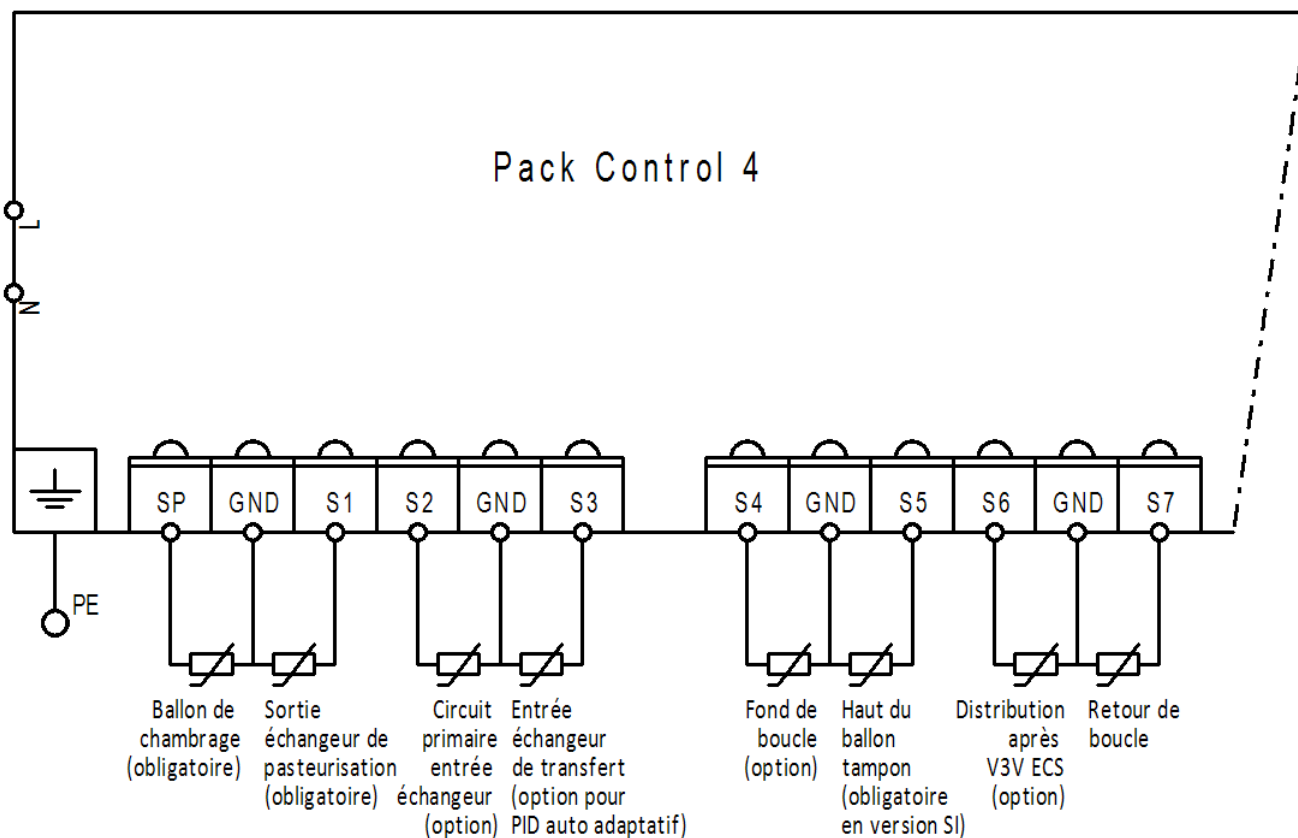 Pack Control 4
L
N
SP GND S1 S2 GND S3 S4 GND S5 S6 GND S7
PE
Ballon de
chambrage
(obligatoire)
Sortie
échangeur de
pasteurisation
(obligatoire)
Circuit
primaire
entrée
échangeur
(option)
Entrée
échangeur
de transfert
(option pour
PID auto adaptatif)
Fond de
boucle
(option)
Haut du
ballon
tampon
(obligatoire
en version SI)
Distribution
après
V3V ECS
(option)
Retour de
boucle